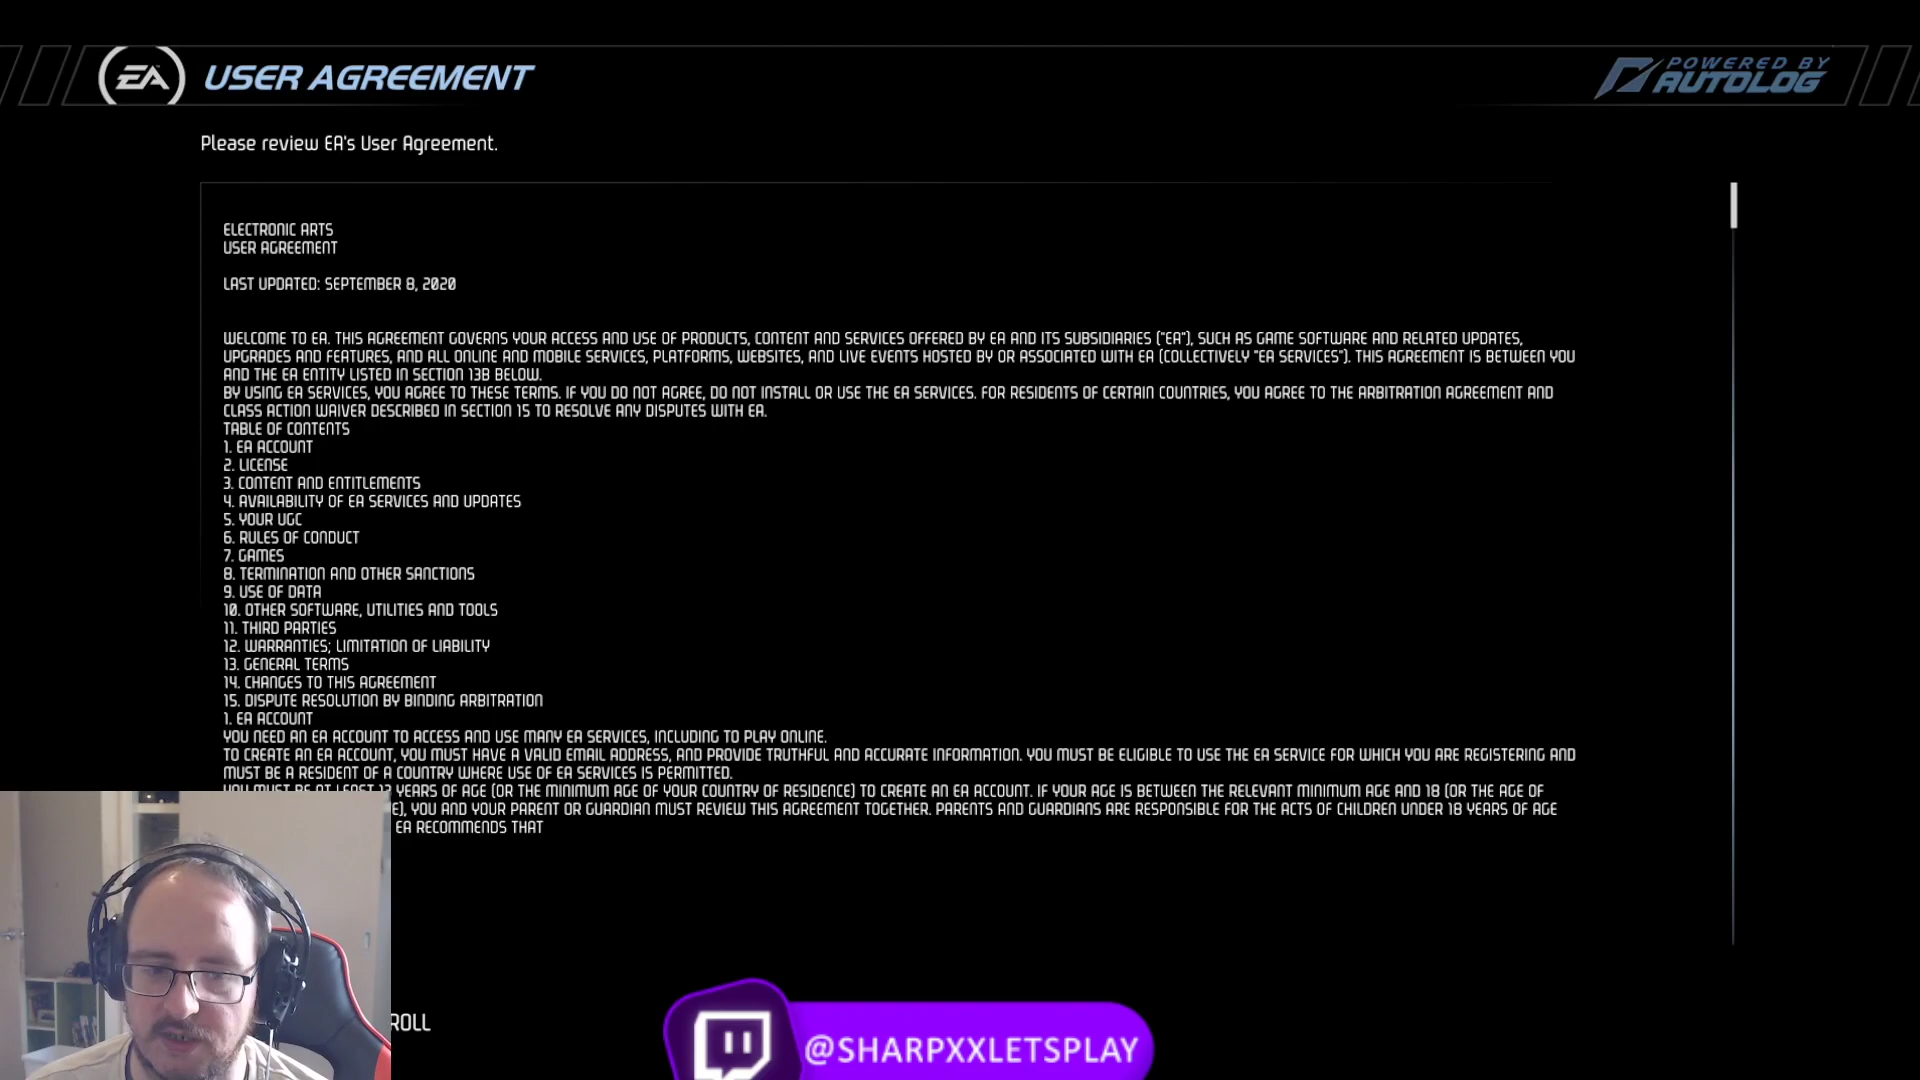 EA USER AGREEMENT
POWERED BY
AUTOLOG
Please review EA's User Agreement.
ELECTRONIC ARTS
USER AGREEMENT
LAST UPDATED: SEPTEMBER 8, 2020
WELCOME TO EA. THIS AGREEMENT GOVERNS YOUR ACCESS AND USE OF PRODUCTS, CONTENT AND SERVICES OFFERED BY EA AND ITS SUBSIDIARIES ("EA"), SUCH AS GAME SOFTWARE AND RELATED UPDATES,
UPGRADES AND FEATURES, AND ALL ONLINE AND MOBILE SERVICES, PLATFORMS, WEBSITES, AND LIVE EVENTS HOSTED BY OR ASSOCIATED WITH EA (COLLECTIVELY "EA SERVICES"). THIS AGREEMENT IS BETWEEN YOU
AND THE EA ENTITY LISTED IN SECTION 13B BELOW.
BY USING EA SERVICES, YOU AGREE TO THESE TERMS. IF YOU DO NOT AGREE, DO NOT INSTALL OR USE THE EA SERVICES. FOR RESIDENTS OF CERTAIN COUNTRIES, YOU AGREE TO THE ARBITRATION AGREEMENT AND
CLASS ACTION WAIVER DESCRIBED IN SECTION 15 TO RESOLVE ANY DISPUTES WITH EA.
TABLE OF CONTENTS
1. EA ACCOUNT
2. LICENSE
3. CONTENT AND ENTITLEMENTS
4. AVAILABILITY OF EA SERVICES AND UPDATES
5. YOUR UGC
6. RULES OF CONDUCT
7. GAMES
8. TERMINATION AND OTHER SANCTIONS
9. USE OF DATA
10. OTHER SOFTWARE, UTILITIES AND TOOLS
11. THIRD PARTIES
12. WARRANTIES; LIMITATION OF LIABILITY
13. GENERAL TERMS
14. CHANGES TO THIS AGREEMENT
15. DISPUTE RESOLUTION BY BINDING ARBITRATION
1. EA ACCOUNT
YOU NEED AN EA ACCOUNT TO ACCESS AND USE MANY EA SERVICES, INCLUDING TO PLAY ONLINE.
TO CREATE AN EA ACCOUNT, YOU MUST HAVE A VALID EMAIL ADDRESS, AND PROVIDE TRUTHFUL AND ACCURATE INFORMATION. YOU MUST BE ELIGIBLE TO USE THE EA SERVICE FOR WHICH YOU ARE REGISTERING AND
MUST BE A RESIDENT OF A COUNTRY WHERE USE OF EA SERVICES IS PERMITTED.
YOU MUST BE AT LEAST 13 YEARS OF AGE (OR THE MINIMUM AGE OF YOUR COUNTRY OF RESIDENCE) TO CREATE AN EA ACCOUNT. IF YOUR AGE IS BETWEEN THE RELEVANT MINIMUM AGE AND 18 (OR THE AGE OF
E), YOU AND YOUR PARENT OR GUARDIAN MUST REVIEW THIS AGREEMENT TOGETHER. PARENTS AND GUARDIANS ARE RESPONSIBLE FOR THE ACTS OF CHILDREN UNDER 18 YEARS OF AGE
EA RECOMMENDS THAT
ROLL
@SHARPXXLETSPLAY